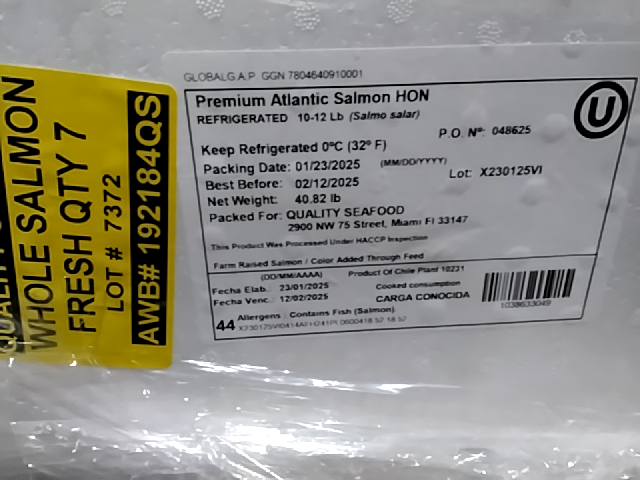 WHOLE SALMON
FRESH QTY 7
LOT # 7372
AWB# 192184QS
GLOBALG.A.P. GGN 7804640910001
Premium Atlantic Salmon HON
REFRIGERATED 10-12 Lb (Salmo salar)
P.O. Nº: 048625
Keep Refrigerated 0ºC (32º F)
Packing Date: 01/23/2025 (MM/DD/YYYY)
Lot: X230125VI
Best Before: 02/12/2025
Net Weight: 40.82 lb
Packed For: QUALITY SEAFOOD
2900 NW 75 Street, Miami Fl 33147
This Product Was Processed Under HACCP Inspection
Farm Raised Salmon / Color Added Through Feed
(DD/MM/AAAA) Product Of Chile Plant 10231
Fecha Elab. 23/01/2025 Cooked consumption
Fecha Venc. 12/02/2025 CARGA CONOCIDA
44 Allergens : Contains Fish (Salmon)
1038633049
U